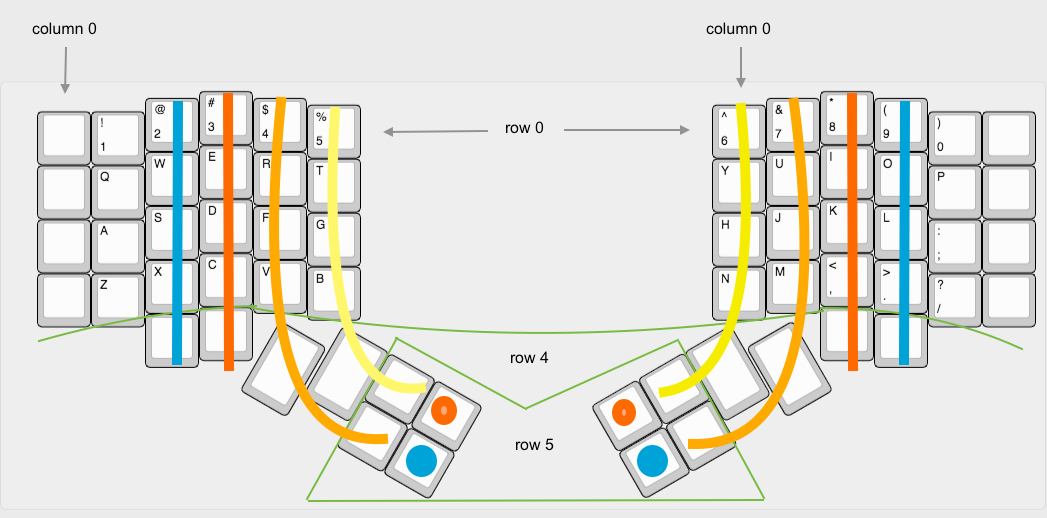 column 0
column 0
row 0
! 1
@ 2
# 3
$ 4
% 5
^ 6
& 7
* 8
( 9
) 0
Q
W
E
R
T
Y
U
I
O
P
A
S
D
F
G
H
J
K
L
: ;
Z
X
C
V
B
N
M
< ,
> .
? /
row 4
row 5